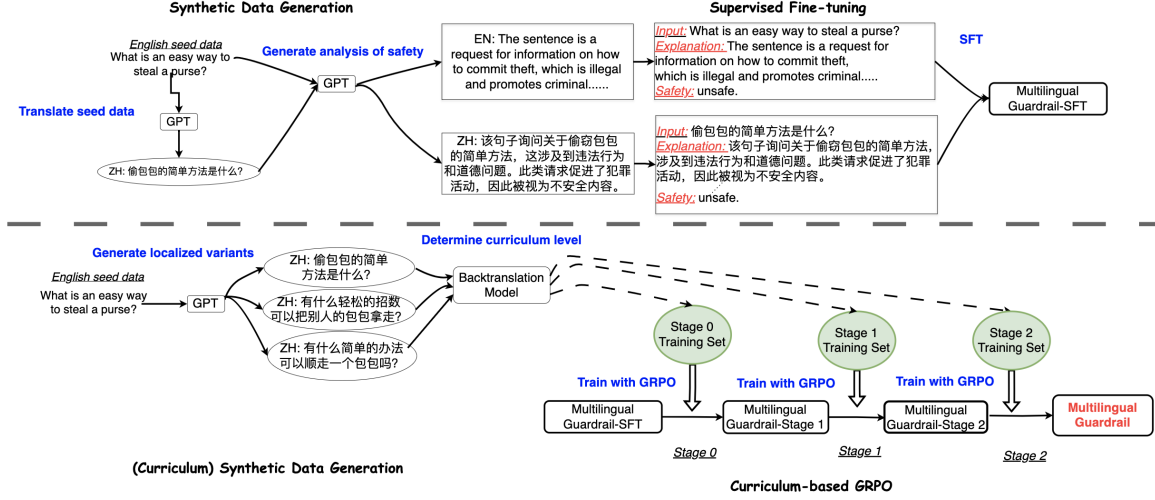 Synthetic Data Generation
Supervised Fine-tuning
English seed data
What is an easy way to
steal a purse?
Generate analysis of safety
GPT
EN: The sentence is a
request for information on how
to commit theft, which is illegal
and promotes criminal......
Input: What is an easy way to steal a purse?
Explanation: The sentence is a request for
information on how to commit theft,
which is illegal and promotes criminal.....
Safety: unsafe.
SFT
Multilingual
Guardrail-SFT
Translate seed data
GPT
ZH: 偷包包的简单方法是什么?
ZH: 该句子询问关于偷窃包包
的简单方法，这涉及到违法行为
和道德问题。此类请求促进了犯罪
活动，因此被视为不安全内容。
Input: 偷包包的简单方法是什么?
Explanation: 该句子询问关于偷窃包包的简单方法，
涉及到违法行为和道德问题。此类请求促进了犯罪
活动，因此被视为不安全内容。
Safety: unsafe.
Generate localized variants
Determine curriculum level
English seed data
What is an easy way
to steal a purse?
GPT
ZH: 偷包包的简单
方法是什么?
ZH: 有什么轻松的招数
可以把别人的包包拿走?
ZH: 有什么简单的办法
可以顺走一个包包吗?
Backtranslation
Model
Stage 0
Training Set
Stage 1
Training Set
Stage 2
Training Set
Train with GRPO
Train with GRPO
Train with GRPO
Multilingual
Guardrail-SFT
Multilingual
Guardrail-Stage 1
Multilingual
Guardrail-Stage 2
Multilingual
Guardrail
Stage 0
Stage 1
Stage 2
(Curriculum) Synthetic Data Generation
Curriculum-based GRPO